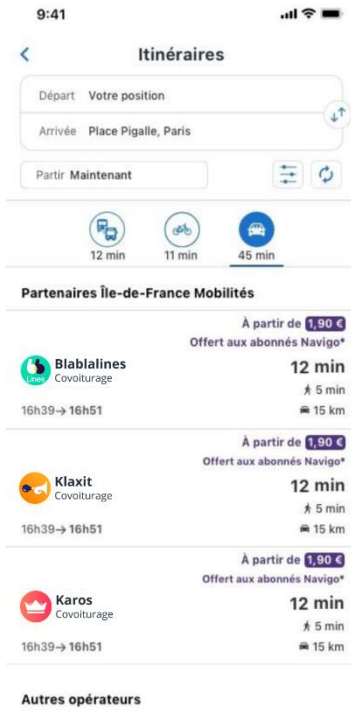 9:41
Itinéraires
Départ Votre position
Arrivée Place Pigalle, Paris
Partir Maintenant
12 min 11 min 45 min
Partenaires Île-de-France Mobilités
À partir de 1,90 €
Offert aux abonnés Navigo*
Lines
Blablalines
Covoiturage
12 min
5 min
16h39→ 16h51
15 km
À partir de 1,90 €
Offert aux abonnés Navigo*
Klaxit
Covoiturage
12 min
5 min
16h39→ 16h51
15 km
À partir de 1,90 €
Offert aux abonnés Navigo*
Karos
Covoiturage
12 min
5 min
16h39→ 16h51
15 km
Autres opérateurs